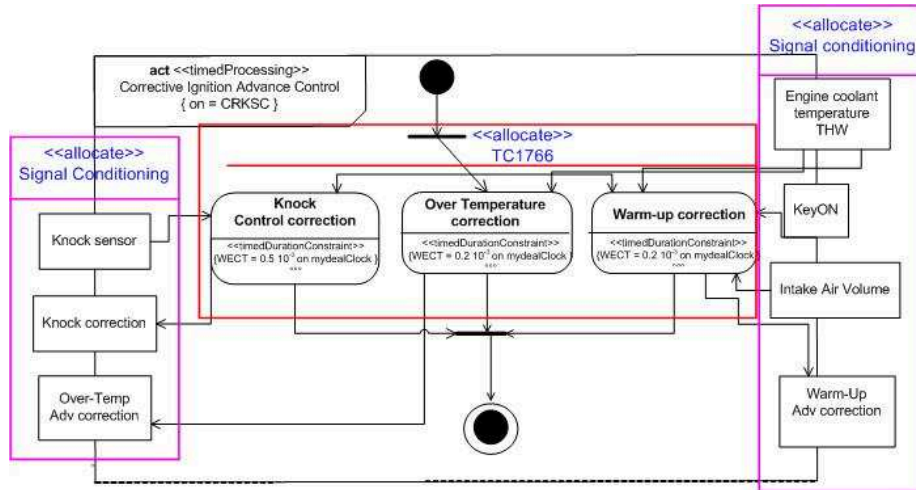 <<allocate>>
Signal conditioning
act <<timedProcessing>>
Corrective Ignition Advance Control
{ on = CRKSC }
Engine coolant
temperature
THW
<<allocate>>
TC1766
<<allocate>>
Signal Conditioning
Knock
Control correction
<<timedDurationConstraint>>
{WECT = 0.5 10⁻³ on mydealClock }
°°°
Over Temperature
correction
<<timedDurationConstraint>>
{WECT = 0.2 10⁻³ on mydealClock
°°°
Warm-up correction
<<timedDurationConstraint>>
{WECT = 0.2 10⁻³ on mydealClock }
°°°
KeyON
Knock sensor
Intake Air Volume
Knock correction
Over-Temp
Adv correction
Warm-Up
Adv correction